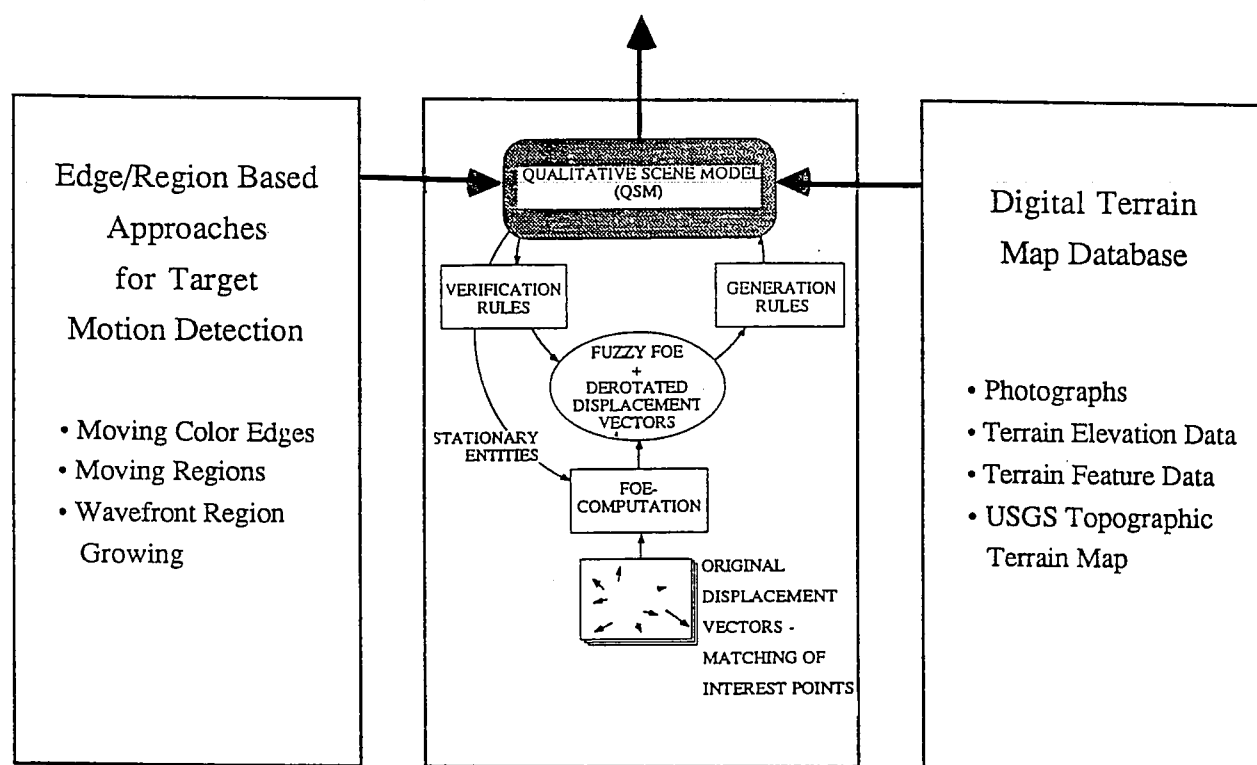 Edge/Region Based
Approaches
for Target
Motion Detection
• Moving Color Edges
• Moving Regions
• Wavefront Region
Growing
QUALITATIVE SCENE MODEL
(QSM)
VERIFICATION
RULES
GENERATION
RULES
FUZZY FOE
+
DEROTATED
DISPLACEMENT
VECTORS
STATIONARY
ENTITIES
FOE-
COMPUTATION
ORIGINAL
DISPLACEMENT
VECTORS -
MATCHING OF
INTEREST POINTS
Digital Terrain
Map Database
• Photographs
• Terrain Elevation Data
• Terrain Feature Data
• USGS Topographic
Terrain Map